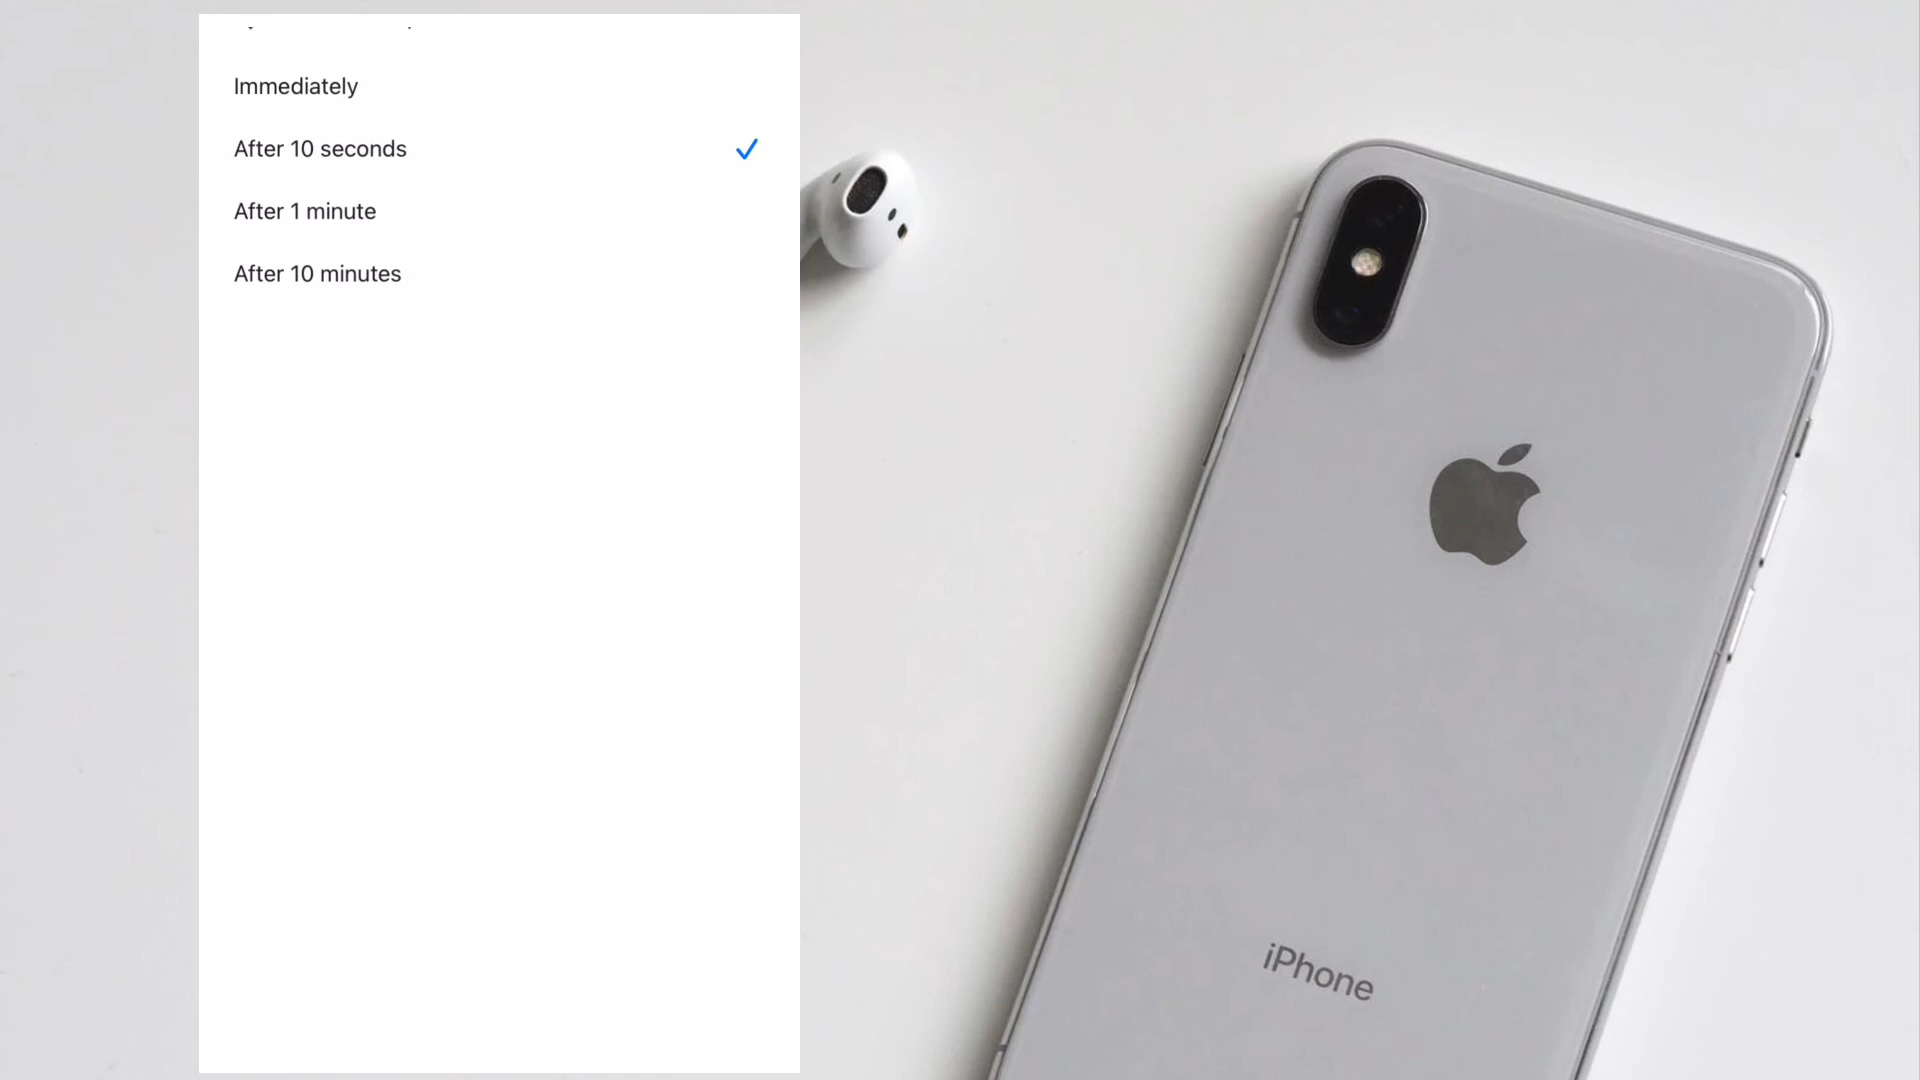 Immediately
After 10 seconds
After 1 minute
After 10 minutes
iPhone